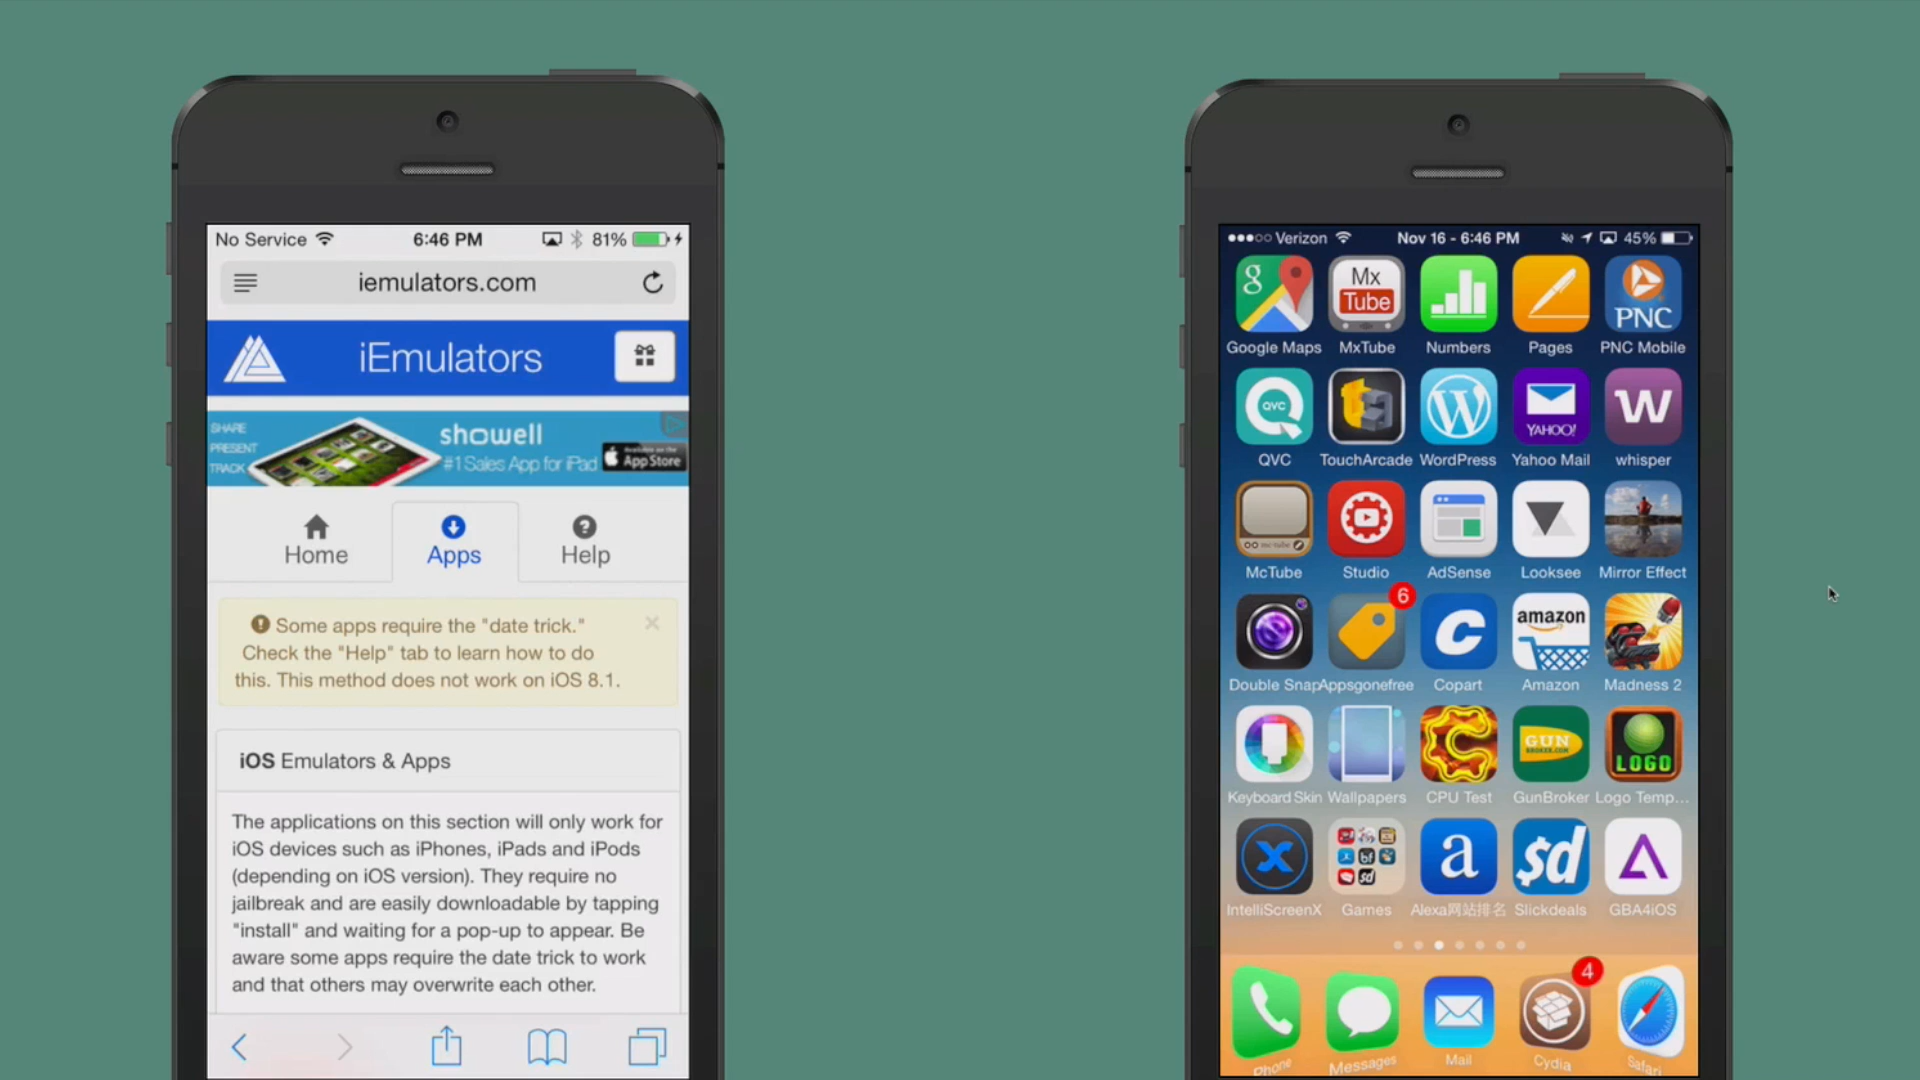 No Service
6:46 PM
81%
iemulators.com
iEmulators
SHARE
PRESENT
TRACK
showell
#1 Sales App for iPad
Available on the
App Store
Home
Apps
Help
Some apps require the "date trick."
Check the "Help" tab to learn how to do
this. This method does not work on iOS 8.1.
iOS Emulators & Apps
The applications on this section will only work for
iOS devices such as iPhones, iPads and iPods
(depending on iOS version). They require no
jailbreak and are easily downloadable by tapping
"install" and waiting for a pop-up to appear. Be
aware some apps require the date trick to work
and that others may overwrite each other.
Verizon
Nov 16 - 6:46 PM
45%
g
Mx
Tube
PNC
Google Maps
MxTube
Numbers
Pages
PNC Mobile
QVC
W
YAHOO!
w
QVC
TouchArcade
WordPress
Yahoo Mail
whisper
McTube
Studio
AdSense
Looksee
Mirror Effect
6
C
amazon
Double Snap
Appsgonefree
Copart
Amazon
Madness 2
C
GUN
BROKER.COM
LOGO
Keyboard Skin
Wallpapers
CPU Test
GunBroker
Logo Temp...
X
bf
sd
a
$d
IntelliScreenX
Games
Alexa网站排名
Slickdeals
GBA4iOS
4
Phone
Messages
Mail
Cydia
Safari